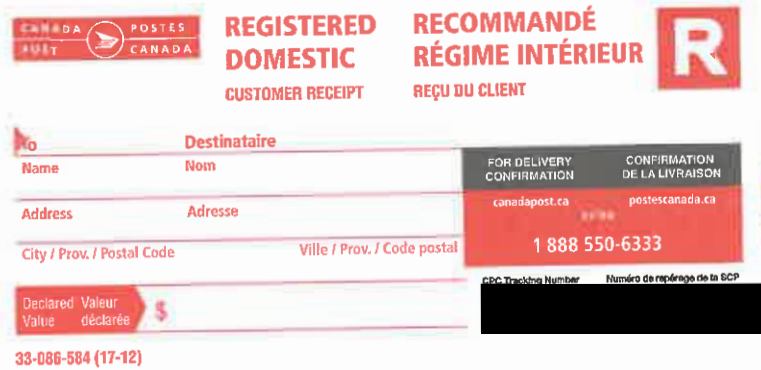 CANADA POSTES
POST CANADA
REGISTERED DOMESTIC
CUSTOMER RECEIPT
RECOMMANDÉ RÉGIME INTÉRIEUR
REÇU DU CLIENT
R
To Destinataire
Name Nom
Address Adresse
City / Prov. / Postal Code Ville / Prov. / Code postal
Declared Value Valeur déclarée $
FOR DELIVERY CONFIRMATION
CONFIRMATION DE LA LIVRAISON
canadapost.ca postescanada.ca
1 888 550-6333
CPC Tracking Number Numéro de repérage de la SCP
33-086-584 (17-12)